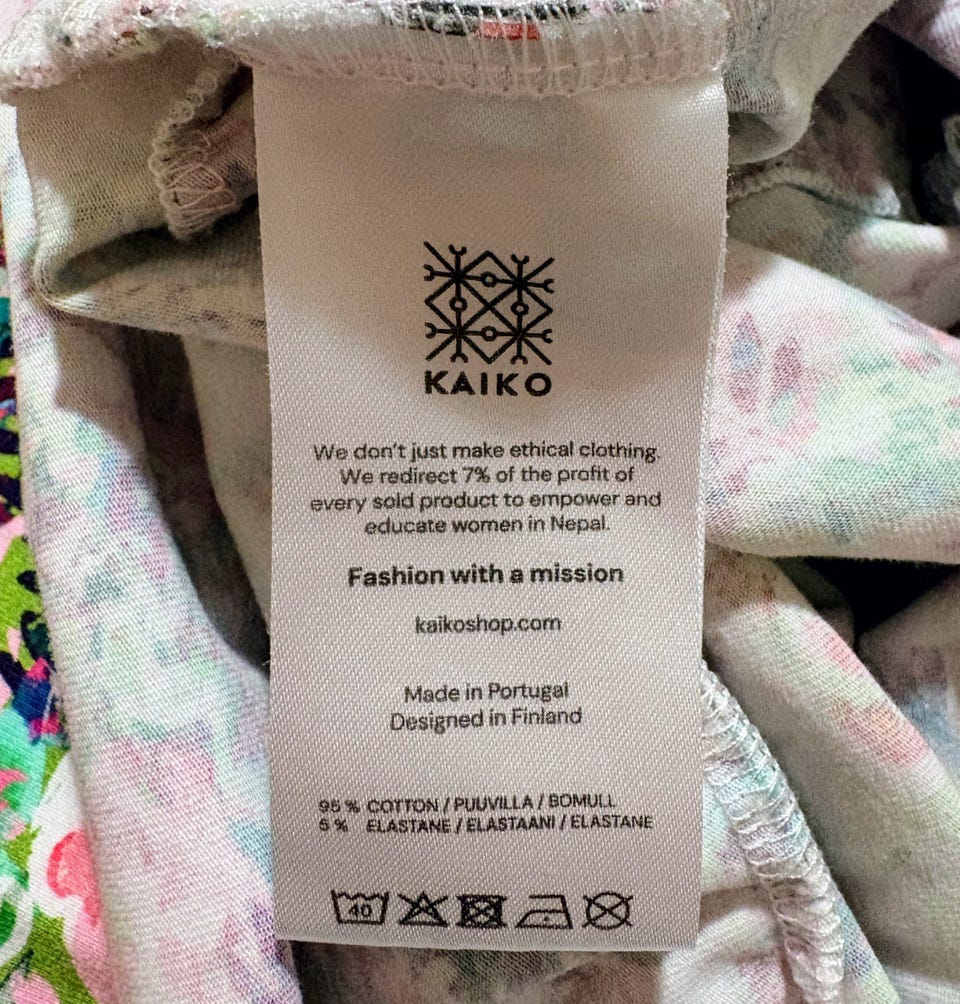 KAIKO
We don't just make ethical clothing.
We redirect 7% of the profit of
every sold product to empower and
educate women in Nepal.
Fashion with a mission
kaikoshop.com
Made in Portugal
Designed in Finland
95 % COTTON / PUUVILLA / BOMULL
5 % ELASTANE / ELASTAANI / ELASTANE
40